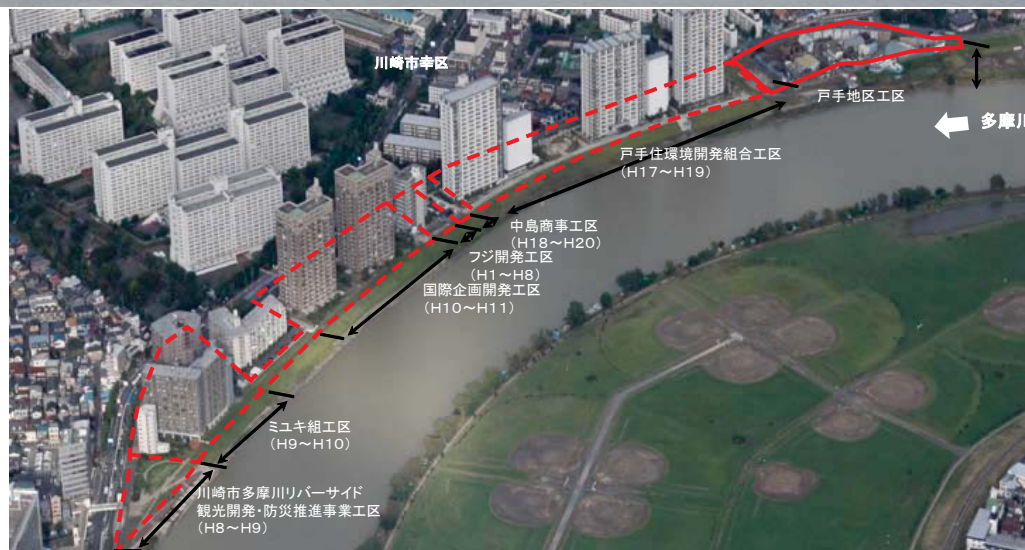 川崎市幸区
戸手地区工区
多摩川
戸手住環境開発組合工区
(H17～H19)
中島商事工区
(H18～H20)
フジ開発工区
(H1～H8)
国際企画開発工区
(H10～H11)
ミユキ組工区
(H9～H10)
川崎市多摩川リバーサイド
観光開発・防災推進事業工区
(H8～H9)